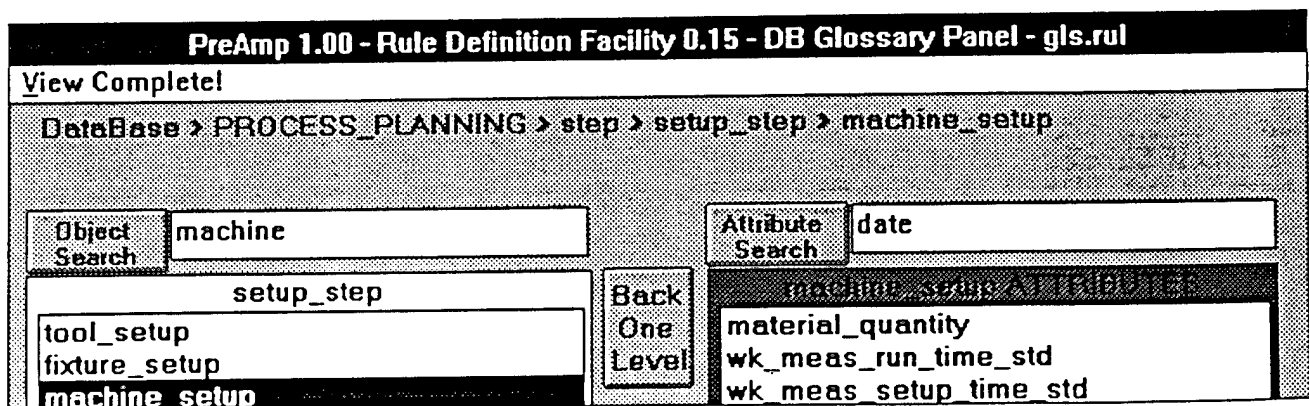 PreAmp 1.00 - Rule Definition Facility 0.15 - DB Glossary Panel - gls.rul
View Complete!
DataBase > PROCESS_PLANNING > step > setup_step > machine_setup
Object Search
machine
Attribute Search
date
setup_step
tool_setup
fixture_setup
machine_setup
Back
One
Level
machine_setup ATTRIBUTES
material_quantity
wk_meas_run_time_std
wk_meas_setup_time_std